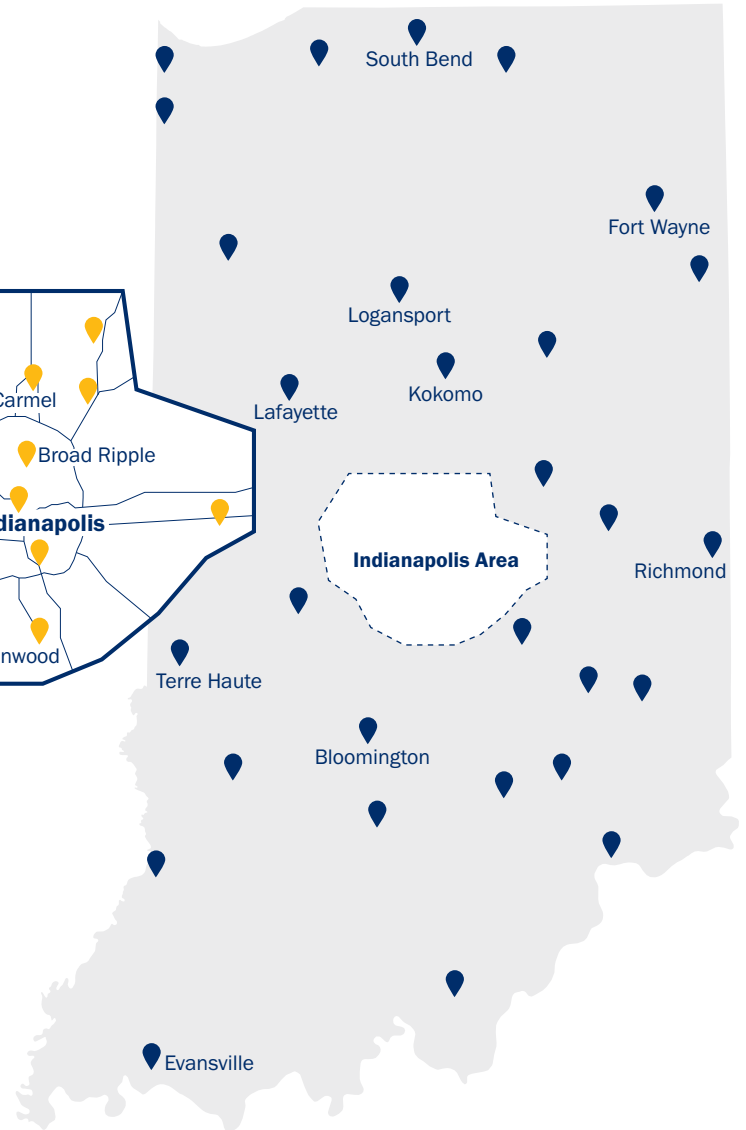 South Bend
Fort Wayne
Logansport
Kokomo
Lafayette
Carmel
Broad Ripple
dianapolis
Indianapolis Area
Richmond
nwood
Terre Haute
Bloomington
Evansville